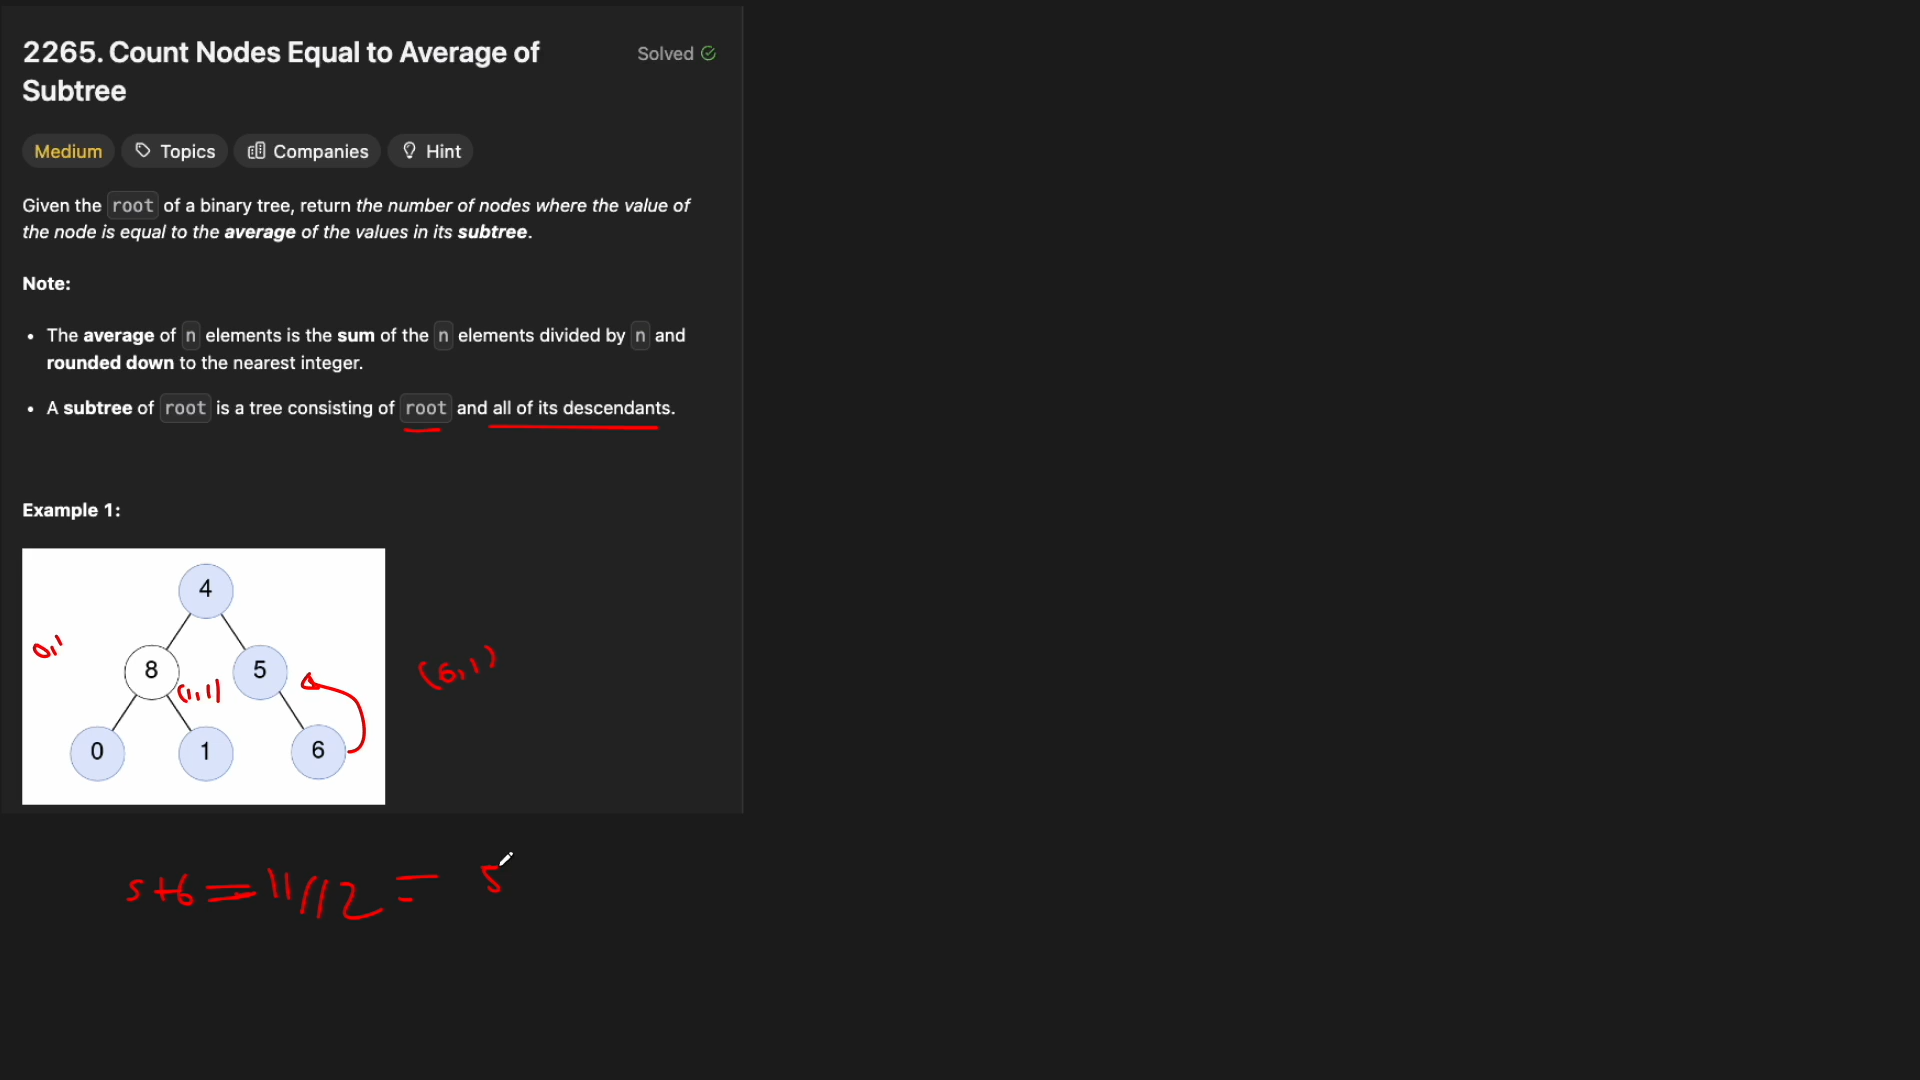 2265. Count Nodes Equal to Average of
Subtree
Solved
Medium
Topics
Companies
Hint
Given the root of a binary tree, return the number of nodes where the value of
the node is equal to the average of the values in its subtree.
Note:
• The average of n elements is the sum of the n elements divided by n and
rounded down to the nearest integer.
• A subtree of root is a tree consisting of root and all of its descendants.
Example 1:
4
0,1
8
(1,1)
5
(6,1)
0
1
6
5+6=11//2=5